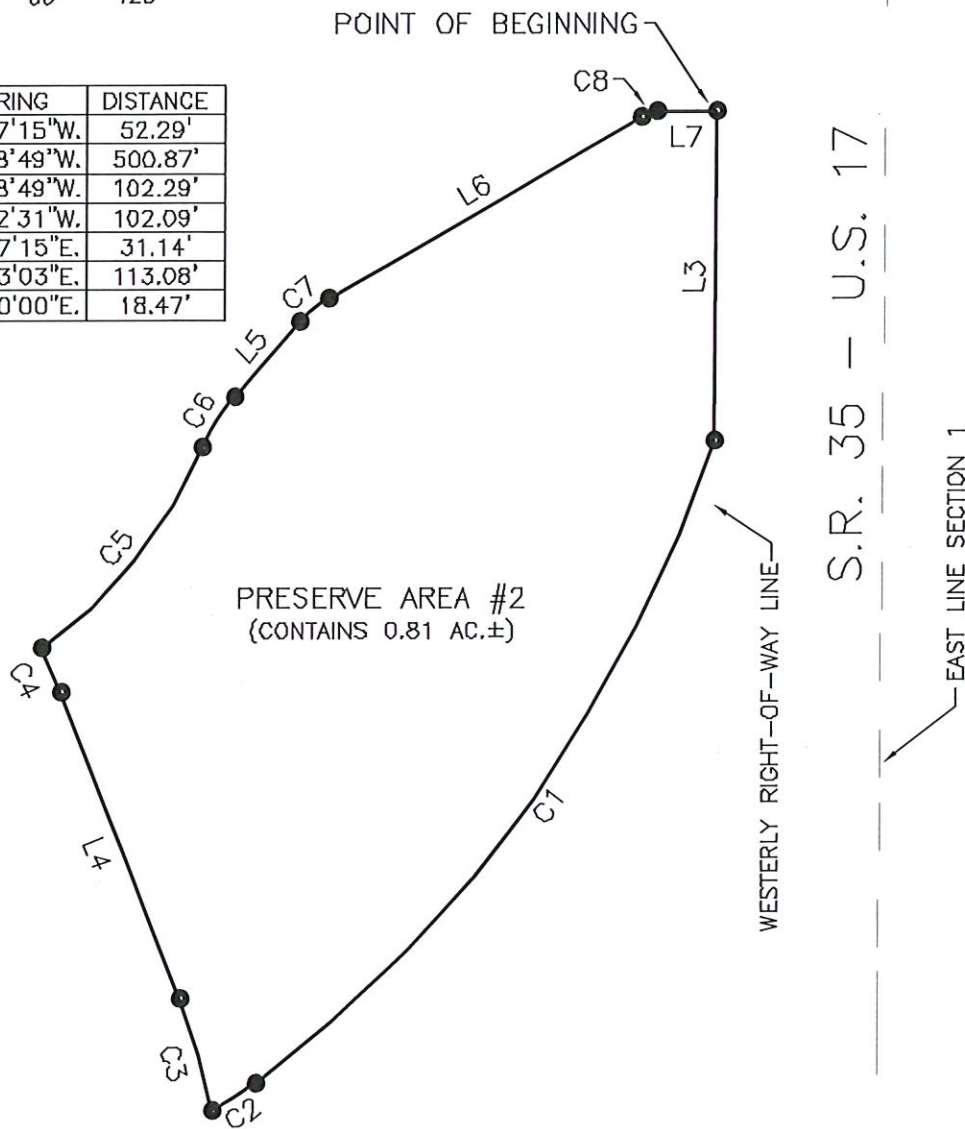 POINT OF BEGINNING
RING DISTANCE
7'15"W. 52.29'
8'49"W. 500.87'
8'49"W. 102.29'
2'31"W. 102.09'
7'15"E. 31.14'
3'03"E. 113.08'
0'00"E. 18.47'
C8
L7
L6
L3
C7
L5
C6
C5
C4
L4
C3
C2
C1
PRESERVE AREA #2
(CONTAINS 0.81 AC.±)
WESTERLY RIGHT-OF-WAY LINE
S.R. 35 - U.S. 17
EAST LINE SECTION 1